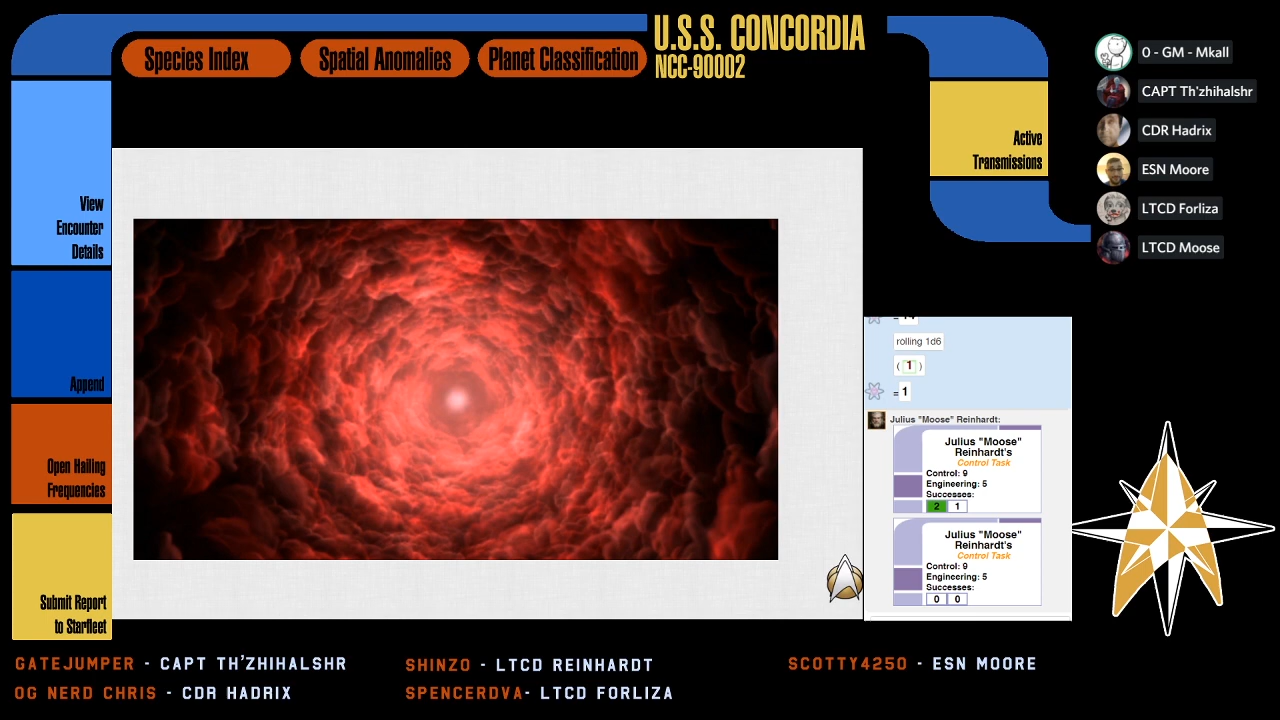 Species Index
Spatial Anomalies
Planet Classification
U.S.S. CONCORDIA
NCC-90002
0 - GM - Mkall
CAPT Th'zhihalshr
CDR Hadrix
ESN Moore
LTCD Forliza
LTCD Moose
Active
Transmissions
View
Encounter
Details
Append
Open Hailing
Frequencies
Submit Report
to Starfleet
rolling 1d6
( 1 )
=1
Julius "Moose" Reinhardt:
Julius "Moose"
Reinhardt's
Control Task
Control: 9
Engineering: 5
Successes:
2 1
Julius "Moose"
Reinhardt's
Control Task
Control: 9
Engineering: 5
Successes:
0 0
GATEJUMPER - CAPT TH'ZHIHALSHR
SHINZO - LTCD REINHARDT
SCOTTY4250 - ESN MOORE
OG NERD CHRIS - CDR HADRIX
SPENCERDVA- LTCD FORLIZA